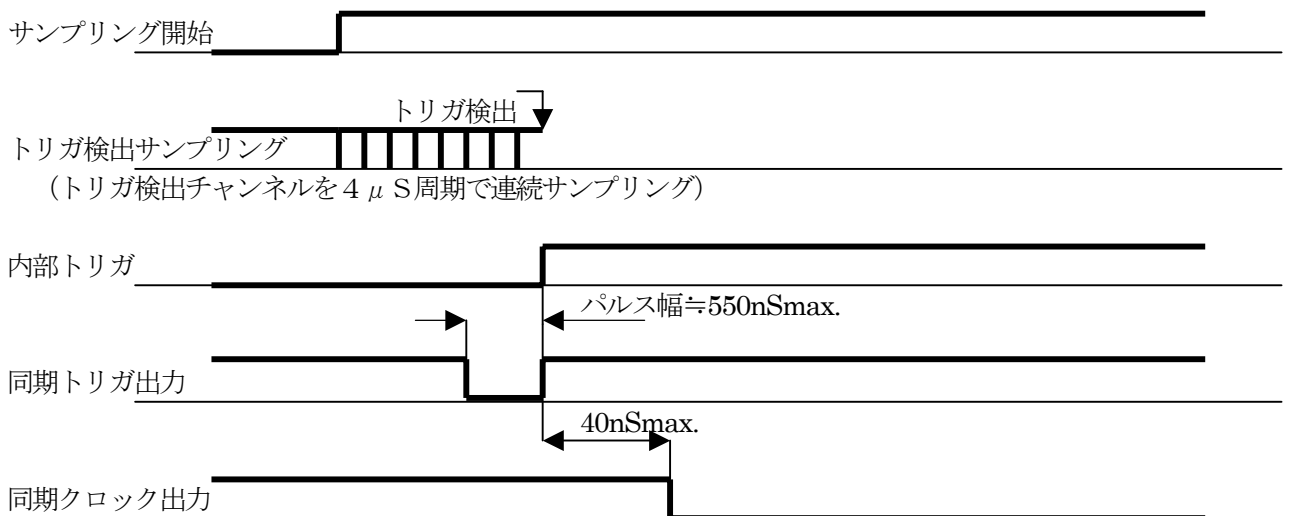 サンプリング開始
トリガ検出
トリガ検出サンプリング
（トリガ検出チャンネルを４μＳ周期で連続サンプリング）
内部トリガ
パルス幅≒550nSmax.
同期トリガ出力
40nSmax.
同期クロック出力